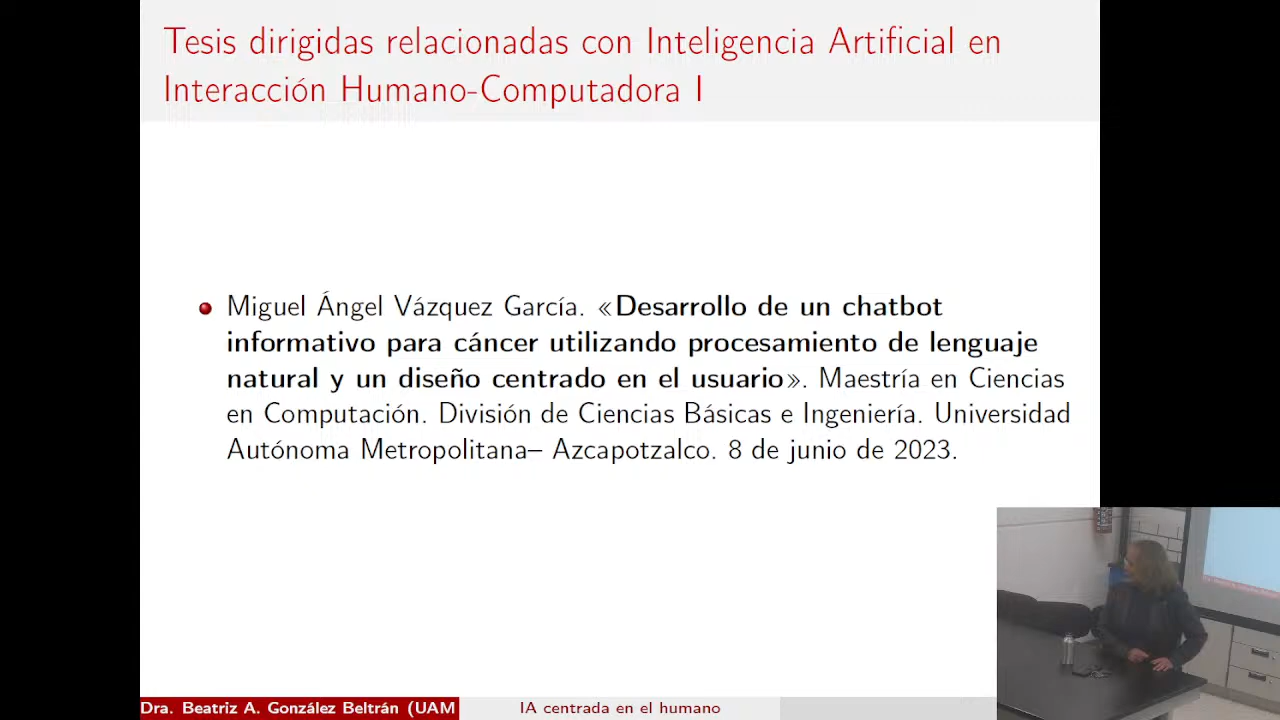 Tesis dirigidas relacionadas con Inteligencia Artificial en
Interacción Humano-Computadora I
Miguel Ángel Vázquez García. «Desarrollo de un chatbot
informativo para cáncer utilizando procesamiento de lenguaje
natural y un diseño centrado en el usuario». Maestría en Ciencias
en Computación. División de Ciencias Básicas e Ingeniería. Universidad
Autónoma Metropolitana– Azcapotzalco. 8 de junio de 2023.
Dra. Beatriz A. González Beltrán (UAM
IA centrada en el humano